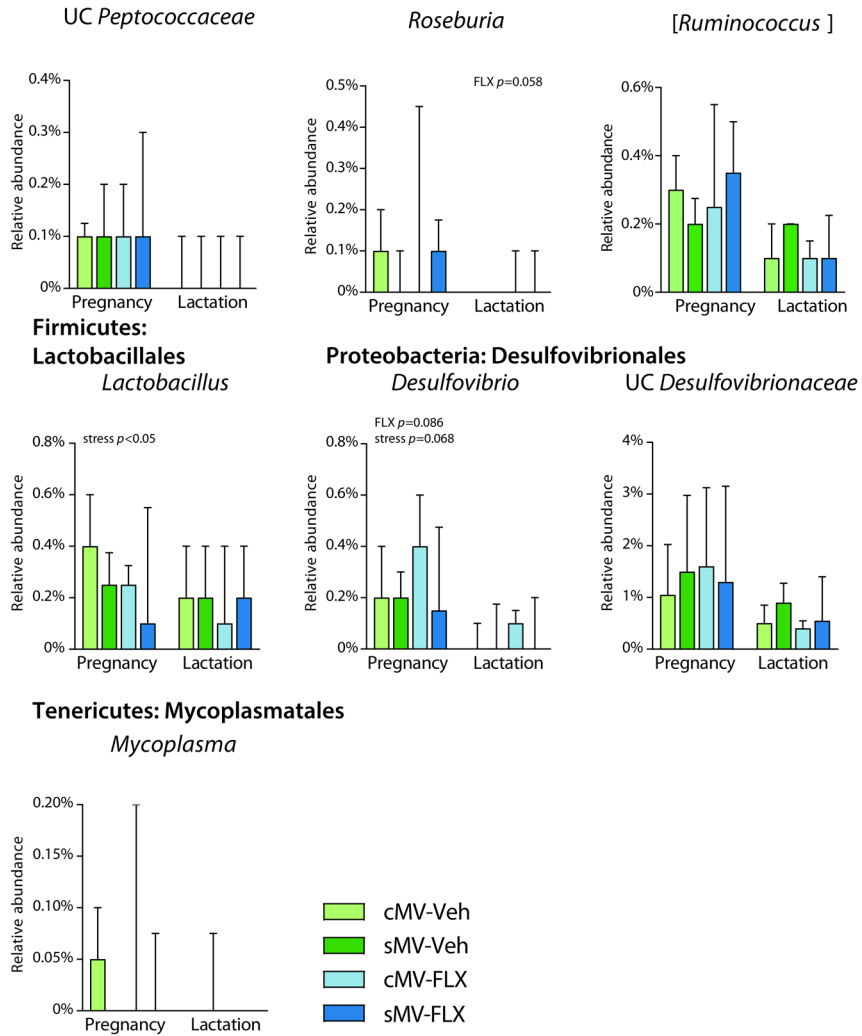 UC Peptococcaceae
Relative abundance
0.4%
0.3%
0.2%
0.1%
0%
Pregnancy Lactation
Roseburia
FLX p=0.058
Relative abundance
0.5%
0.4%
0.3%
0.2%
0.1%
0%
Pregnancy Lactation
[Ruminococcus ]
Relative abundance
0.6%
0.4%
0.2%
0%
Pregnancy Lactation
Firmicutes:
Lactobacillales
Lactobacillus
stress p<0.05
Relative abundance
0.8%
0.6%
0.4%
0.2%
0%
Pregnancy Lactation
Proteobacteria: Desulfovibrionales
Desulfovibrio
FLX p=0.086
stress p=0.068
Relative abundance
0.8%
0.6%
0.4%
0.2%
0%
Pregnancy Lactation
UC Desulfovibrionaceae
Relative abundance
4%
3%
2%
1%
0%
Pregnancy Lactation
Tenericutes: Mycoplasmatales
Mycoplasma
Relative abundance
0.20%
0.15%
0.10%
0.05%
0%
Pregnancy Lactation
cMV-Veh
sMV-Veh
cMV-FLX
sMV-FLX